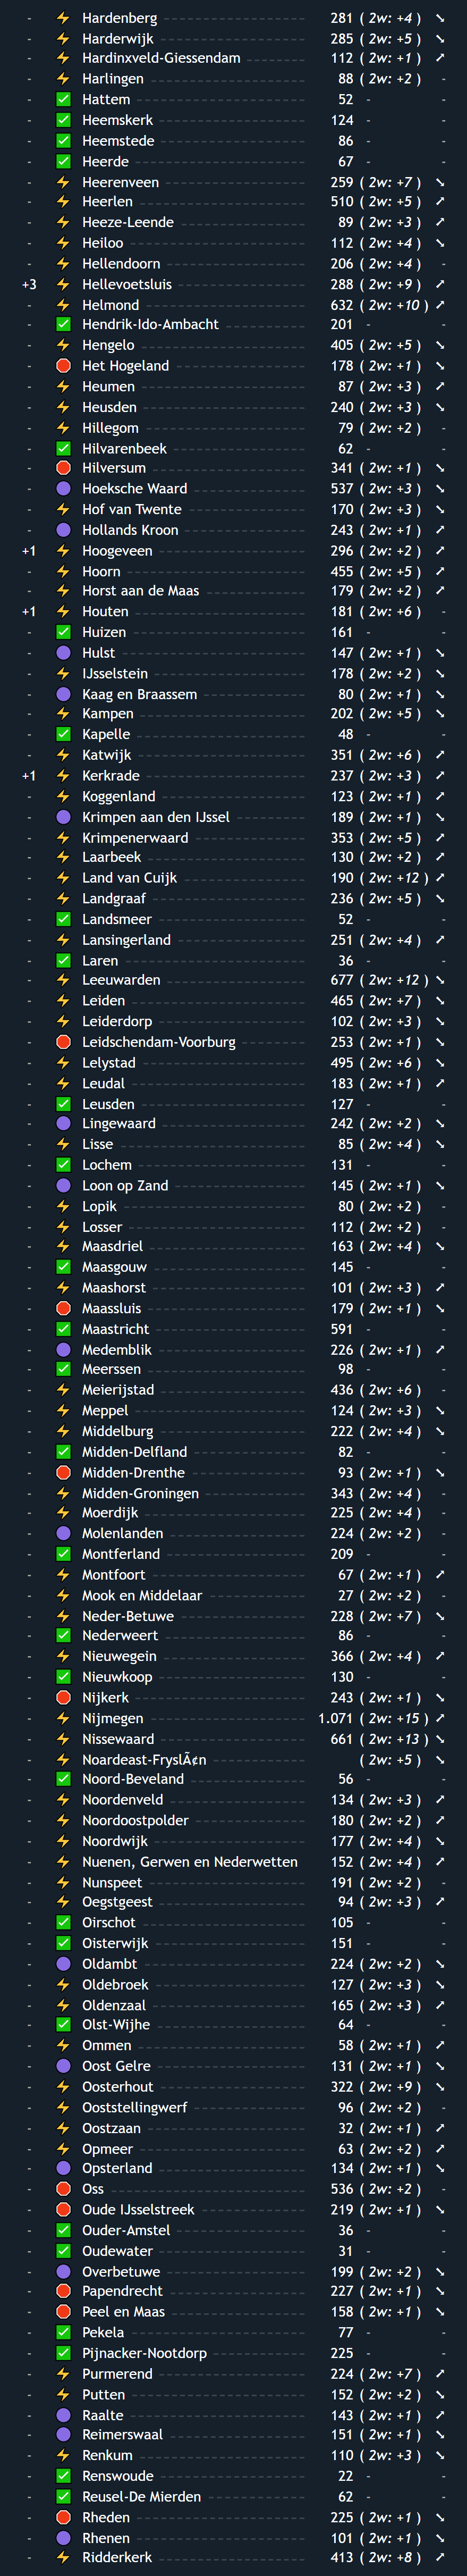 - ⚡ Hardenberg 281 ( 2w: +4 ) ➘
- ⚡ Harderwijk 285 ( 2w: +5 ) ➘
- ⚡ Hardinxveld-Giessendam 112 ( 2w: +1 ) ➚
- ⚡ Harlingen 88 ( 2w: +2 ) -
- ✅ Hattem 52 - -
- ✅ Heemskerk 124 - -
- ✅ Heemstede 86 - -
- ✅ Heerde 67 - -
- ⚡ Heerenveen 259 ( 2w: +7 ) ➘
- ⚡ Heerlen 510 ( 2w: +5 ) ➚
- ⚡ Heeze-Leende 89 ( 2w: +3 ) ➚
- ⚡ Heiloo 112 ( 2w: +4 ) ➘
- ⚡ Hellendoorn 206 ( 2w: +4 ) -
+3 ⚡ Hellevoetsluis 288 ( 2w: +9 ) ➚
- ⚡ Helmond 632 ( 2w: +10 ) ➚
- ✅ Hendrik-Ido-Ambacht 201 - -
- ⚡ Hengelo 405 ( 2w: +5 ) ➘
- 🛑 Het Hogeland 178 ( 2w: +1 ) ➘
- ⚡ Heumen 87 ( 2w: +3 ) ➚
- ⚡ Heusden 240 ( 2w: +3 ) ➘
- ⚡ Hillegom 79 ( 2w: +2 ) -
- ✅ Hilvarenbeek 62 - -
- 🛑 Hilversum 341 ( 2w: +1 ) ➘
- 🟣 Hoeksche Waard 537 ( 2w: +3 ) ➘
- ⚡ Hof van Twente 170 ( 2w: +3 ) ➘
- 🟣 Hollands Kroon 243 ( 2w: +1 ) ➚
+1 ⚡ Hoogeveen 296 ( 2w: +2 ) ➚
- ⚡ Hoorn 455 ( 2w: +5 ) ➚
- ⚡ Horst aan de Maas 179 ( 2w: +2 ) ➚
+1 ⚡ Houten 181 ( 2w: +6 ) -
- ✅ Huizen 161 - -
- 🟣 Hulst 147 ( 2w: +1 ) ➘
- ⚡ IJsselstein 178 ( 2w: +2 ) ➘
- 🟣 Kaag en Braassem 80 ( 2w: +1 ) ➘
- ⚡ Kampen 202 ( 2w: +5 ) ➘
- ✅ Kapelle 48 - -
- ⚡ Katwijk 351 ( 2w: +6 ) ➚
+1 ⚡ Kerkrade 237 ( 2w: +3 ) ➚
- ⚡ Koggenland 123 ( 2w: +1 ) ➚
- 🟣 Krimpen aan den IJssel 189 ( 2w: +1 ) ➘
- ⚡ Krimpenerwaard 353 ( 2w: +5 ) ➚
- ⚡ Laarbeek 130 ( 2w: +2 ) ➚
- ⚡ Land van Cuijk 190 ( 2w: +12 ) ➚
- ⚡ Landgraaf 236 ( 2w: +5 ) ➘
- ✅ Landsmeer 52 - -
- ⚡ Lansingerland 251 ( 2w: +4 ) ➚
- ✅ Laren 36 - -
- ⚡ Leeuwarden 677 ( 2w: +12 ) ➘
- ⚡ Leiden 465 ( 2w: +7 ) ➘
- ⚡ Leiderdorp 102 ( 2w: +3 ) ➘
- 🛑 Leidschendam-Voorburg 253 ( 2w: +1 ) ➘
- ⚡ Lelystad 495 ( 2w: +6 ) ➘
- ⚡ Leudal 183 ( 2w: +1 ) ➚
- ✅ Leusden 127 - -
- 🟣 Lingewaard 242 ( 2w: +2 ) ➘
- ⚡ Lisse 85 ( 2w: +4 ) ➘
- ✅ Lochem 131 - -
- 🟣 Loon op Zand 145 ( 2w: +1 ) ➘
- ⚡ Lopik 80 ( 2w: +2 ) -
- ⚡ Losser 112 ( 2w: +2 ) -
- ⚡ Maasdriel 163 ( 2w: +4 ) ➘
- ✅ Maasgouw 145 - -
- ⚡ Maashorst 101 ( 2w: +3 ) ➚
- 🛑 Maassluis 179 ( 2w: +1 ) ➘
- ✅ Maastricht 591 - -
- 🟣 Medemblik 226 ( 2w: +1 ) ➚
- ✅ Meerssen 98 - -
- ⚡ Meierijstad 436 ( 2w: +6 ) -
- ⚡ Meppel 124 ( 2w: +3 ) ➘
- ⚡ Middelburg 222 ( 2w: +4 ) ➘
- ✅ Midden-Delfland 82 - -
- 🛑 Midden-Drenthe 93 ( 2w: +1 ) ➘
- ⚡ Midden-Groningen 343 ( 2w: +4 ) -
- ⚡ Moerdijk 225 ( 2w: +4 ) -
- 🟣 Molenlanden 224 ( 2w: +2 ) -
- ✅ Montferland 209 - -
- ⚡ Montfoort 67 ( 2w: +1 ) ➚
- ⚡ Mook en Middelaar 27 ( 2w: +2 ) -
- ⚡ Neder-Betuwe 228 ( 2w: +7 ) ➘
- ✅ Nederweert 86 - -
- ⚡ Nieuwegein 366 ( 2w: +4 ) ➚
- ✅ Nieuwkoop 130 - -
- 🛑 Nijkerk 243 ( 2w: +1 ) ➘
- ⚡ Nijmegen 1.071 ( 2w: +15 ) ➚
- ⚡ Nissewaard 661 ( 2w: +13 ) ➘
- ⚡ Noardeast-FryslÃ¢n ( 2w: +5 ) ➘
- ✅ Noord-Beveland 56 - -
- ⚡ Noordenveld 134 ( 2w: +3 ) ➚
- ⚡ Noordoostpolder 180 ( 2w: +2 ) ➚
- ⚡ Noordwijk 177 ( 2w: +4 ) ➘
- ⚡ Nuenen, Gerwen en Nederwetten 152 ( 2w: +4 ) ➚
- ⚡ Nunspeet 191 ( 2w: +2 ) -
- ⚡ Oegstgeest 94 ( 2w: +3 ) ➚
- ✅ Oirschot 105 - -
- ✅ Oisterwijk 151 - -
- 🟣 Oldambt 224 ( 2w: +2 ) ➘
- ⚡ Oldebroek 127 ( 2w: +3 ) ➘
- ⚡ Oldenzaal 165 ( 2w: +3 ) ➚
- ✅ Olst-Wijhe 64 - -
- ⚡ Ommen 58 ( 2w: +1 ) ➚
- 🟣 Oost Gelre 131 ( 2w: +1 ) ➘
- ⚡ Oosterhout 322 ( 2w: +9 ) ➘
- ⚡ Ooststellingwerf 96 ( 2w: +2 ) -
- ⚡ Oostzaan 32 ( 2w: +1 ) ➚
- ⚡ Opmeer 63 ( 2w: +2 ) ➚
- 🟣 Opsterland 134 ( 2w: +1 ) ➘
- 🛑 Oss 536 ( 2w: +2 ) -
- 🛑 Oude IJsselstreek 219 ( 2w: +1 ) ➘
- ✅ Ouder-Amstel 36 - -
- ✅ Oudewater 31 - -
- 🟣 Overbetuwe 199 ( 2w: +2 ) ➘
- 🛑 Papendrecht 227 ( 2w: +1 ) ➘
- 🛑 Peel en Maas 158 ( 2w: +1 ) ➘
- ✅ Pekela 77 - -
- ✅ Pijnacker-Nootdorp 225 - -
- ⚡ Purmerend 224 ( 2w: +7 ) ➚
- ⚡ Putten 152 ( 2w: +2 ) ➘
- 🟣 Raalte 143 ( 2w: +1 ) ➚
- 🟣 Reimerswaal 151 ( 2w: +1 ) ➘
- ⚡ Renkum 110 ( 2w: +3 ) ➘
- ✅ Renswoude 22 - -
- ✅ Reusel-De Mierden 62 - -
- 🛑 Rheden 225 ( 2w: +1 ) ➘
- 🟣 Rhenen 101 ( 2w: +1 ) ➘
- ⚡ Ridderkerk 413 ( 2w: +8 ) ➚